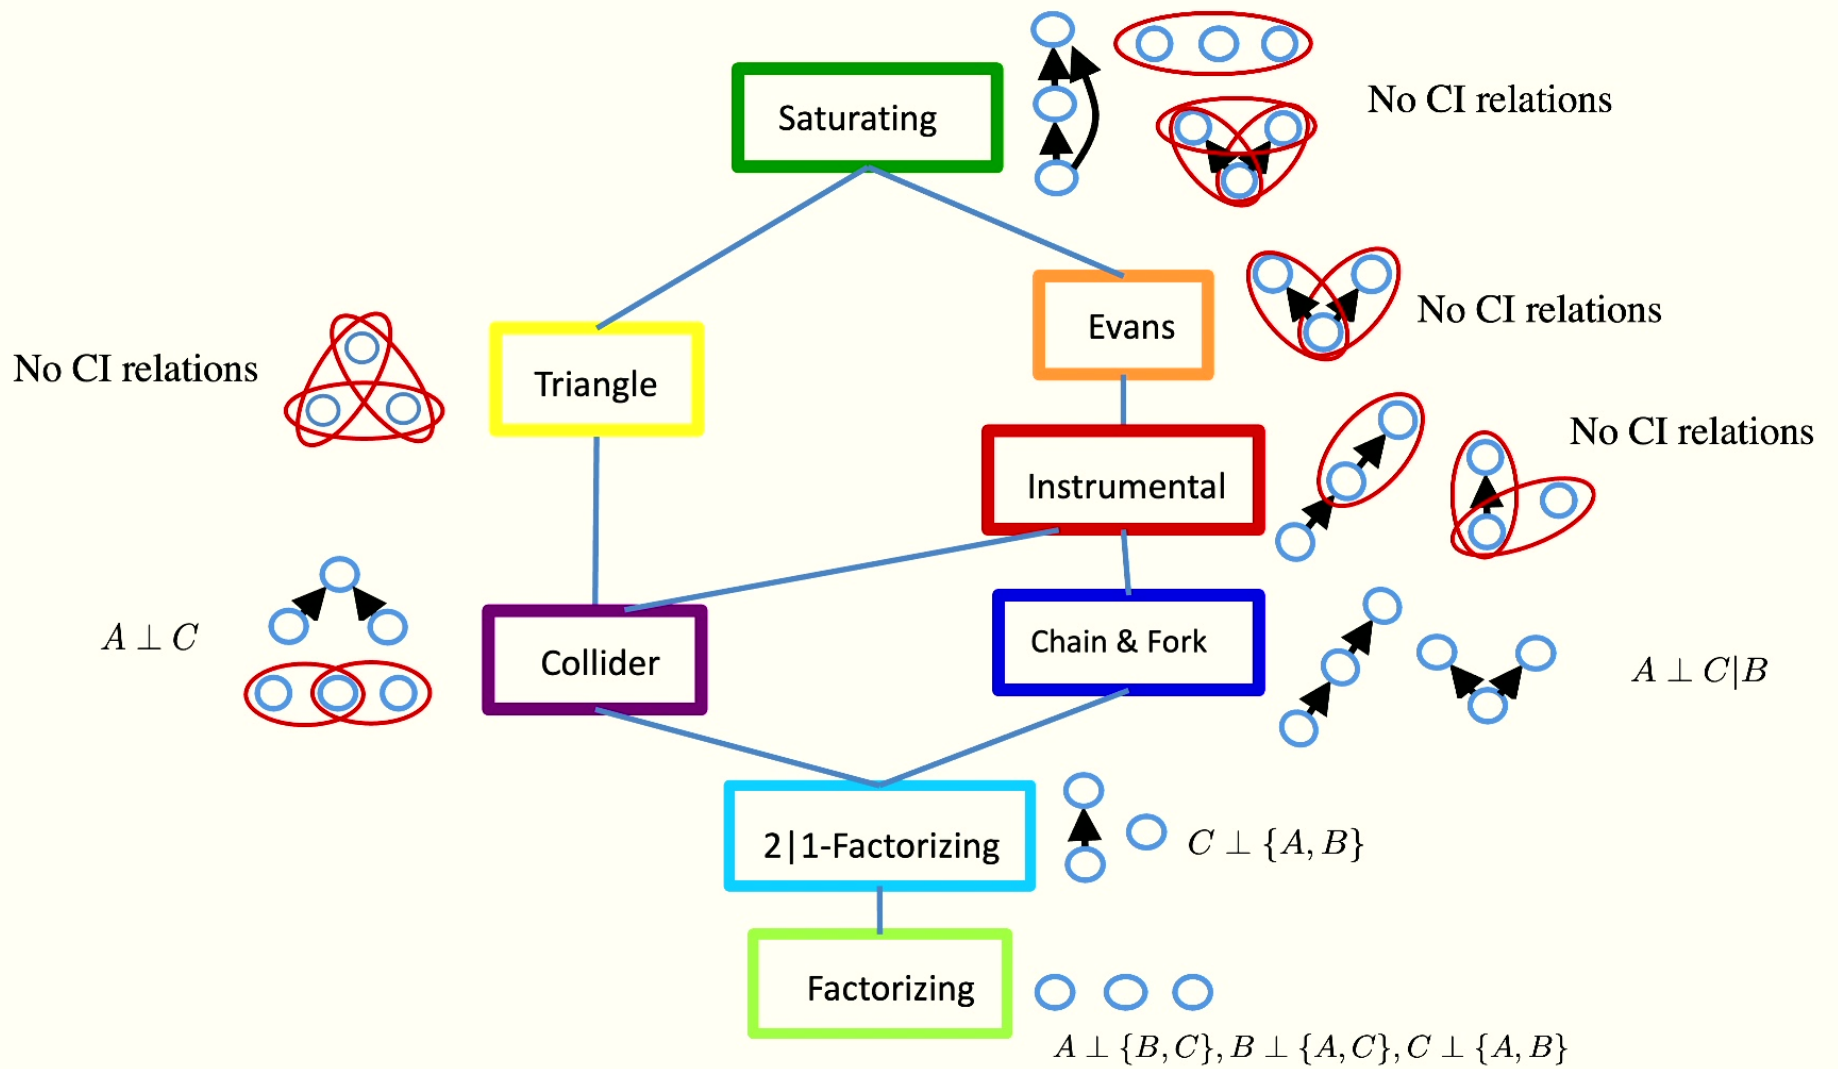 Saturating
No CI relations
Evans
No CI relations
No CI relations
Triangle
No CI relations
Instrumental
A ⊥ C
Collider
Chain & Fork
A ⊥ C|B
2|1-Factorizing
C ⊥ {A, B}
Factorizing
A ⊥ {B, C}, B ⊥ {A, C}, C ⊥ {A, B}